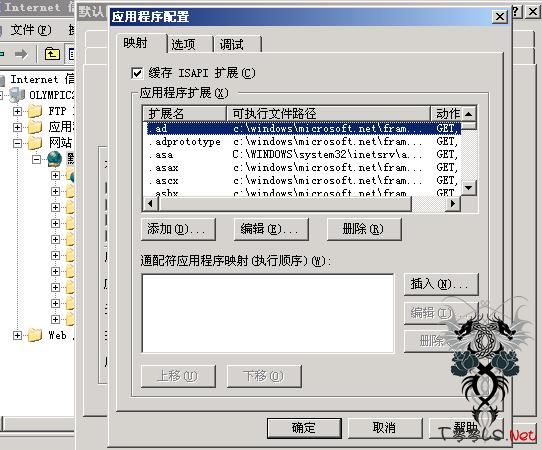 Internet 信
默认
应用程序配置
文件(F)
Internet 信
OLYMPIC2
FTP
应用
网站
默
Web
映射 选项 调试
缓存 ISAPI 扩展(C)
应用程序扩展(X)
扩展名 可执行文件路径 动作
.ad c:\windows\microsoft.net\fram... GET,
.adprototype c:\windows\microsoft.net\fram... GET,
.asa C:\WINDOWS\system32\inetsrv\a... GET,
.asax c:\windows\microsoft.net\fram... GET,
.ascx c:\windows\microsoft.net\fram... GET,
.ashx c:\windows\microsoft.net\fram... GET,
添加(D)... 编辑(E)... 删除(R)
通配符应用程序映射(执行顺序)(W):
插入(N)...
编辑(I)...
删除
上移(U) 下移(O)
确定 取消 帮助
.Net